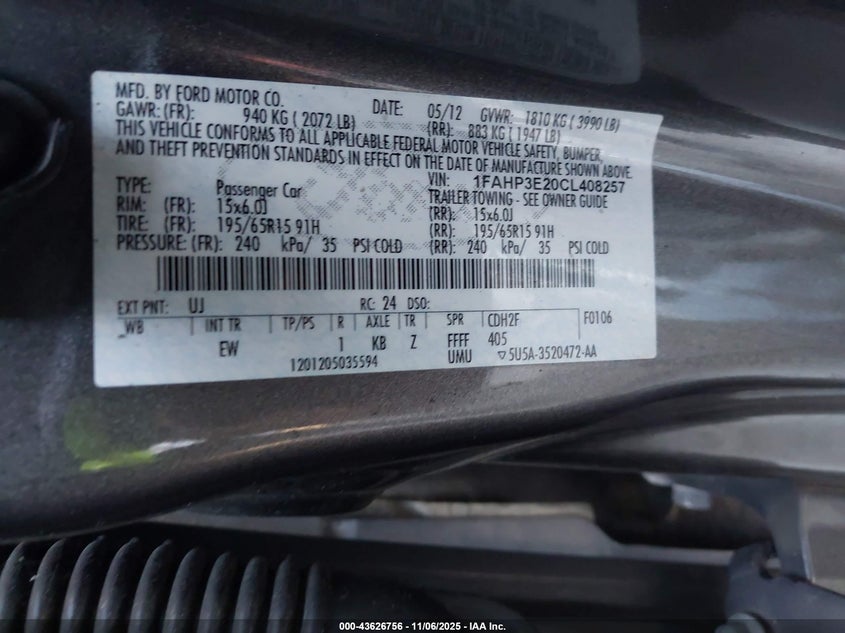 MFD. BY FORD MOTOR CO.
DATE: 05/12 GVWR: 1810 KG ( 3990 LB)
GAWR: (FR): 940 KG ( 2072 LB) (RR): 883 KG ( 1947 LB)
THIS VEHICLE CONFORMS TO ALL APPLICABLE FEDERAL MOTOR VEHICLE SAFETY, BUMPER,
AND THEFT PREVENTION STANDARDS IN EFFECT ON THE DATE OF MANUFACTURE SHOWN ABOVE.
VIN: 1FAHP3E20CL408257
TYPE: Passenger Car TRAILER TOWING - SEE OWNER GUIDE
RIM: (FR): 15x6.0J (RR): 15x6.0J
TIRE: (FR): 195/65R15 91H (RR): 195/65R15 91H
PRESSURE: (FR): 240 kPa/ 35 PSI COLD (RR): 240 kPa/ 35 PSI COLD
EXT PNT: UJ RC: 24 DSO:
WB INT TR TP/PS R AXLE TR SPR CDH2F F0106
EW 1 KB Z FFFF 405
1201205035594 UMU ▽5U5A-3520472-AA
000-43626756 - 11/06/2025 - IAA Inc.